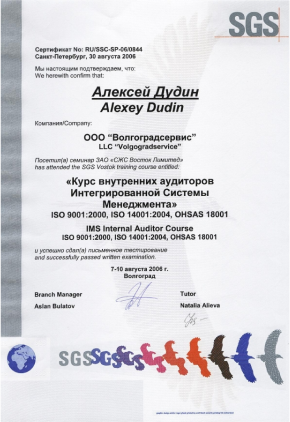 SGS
Сертификат No: RU/SSC-SP-06/0844
Санкт-Петербург, 30 августа 2006
Мы настоящим подтверждаем, что:
We herewith confirm that:
Алексей Дудин
Alexey Dudin
Компания/Company:
ООО “Волгоградсервис”
LLC “Volgogradservice”
Посетил(а) семинар ЗАО «СЖС Восток Лимитед»
has attended the SGS Vostok training course entitled:
«Курс внутренних аудиторов
Интегрированной Системы
Менеджмента»
ISO 9001:2000, ISO 14001:2004, OHSAS 18001
IMS Internal Auditor Course
ISO 9001:2000, ISO 14001:2004, OHSAS 18001
и успешно сдал(а) письменное тестирование
and successfully passed written examination.
7-10 августа 2006 г.
Волгоград
Branch Manager Tutor
Aslan Bulatov Natalia Alieva
SGS SGS SGS